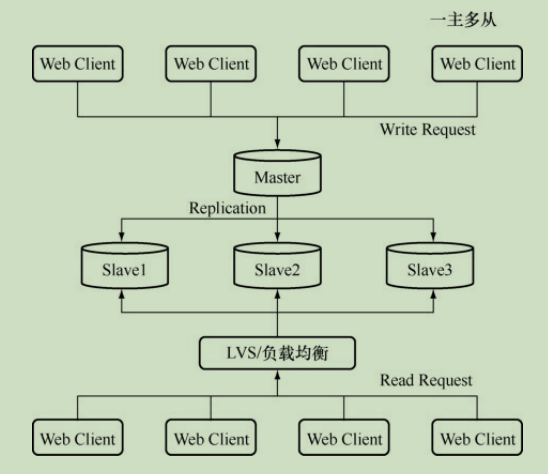 一主多从
Web Client Web Client Web Client Web Client
Write Request
Master
Replication
Slave1 Slave2 Slave3
LVS/负载均衡
Read Request
Web Client Web Client Web Client Web Client